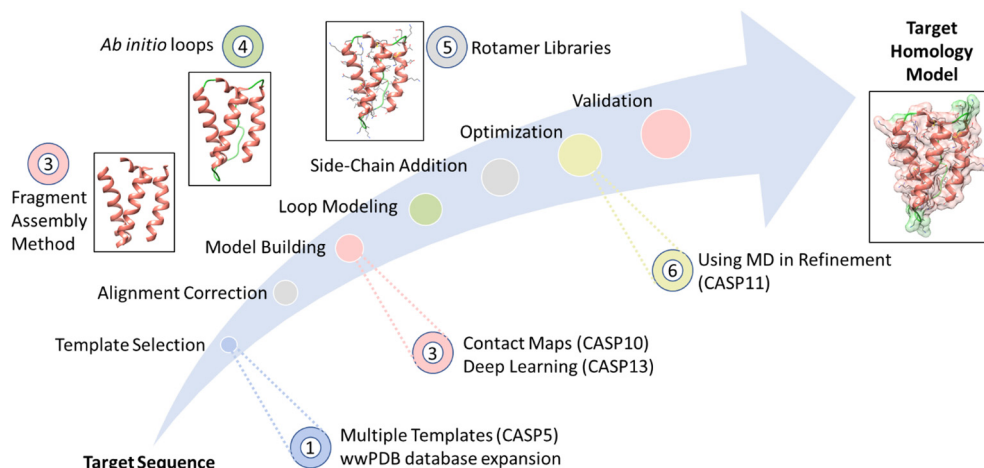 Ab initio loops
4
5
Rotamer Libraries
Target
Homology
Model
3
Fragment
Assembly
Method
Validation
Optimization
Side-Chain Addition
Loop Modeling
Model Building
Alignment Correction
Template Selection
6
Using MD in Refinement
(CASP11)
3
Contact Maps (CASP10)
Deep Learning (CASP13)
1
Multiple Templates (CASP5)
wwPDB database expansion
Target Sequence